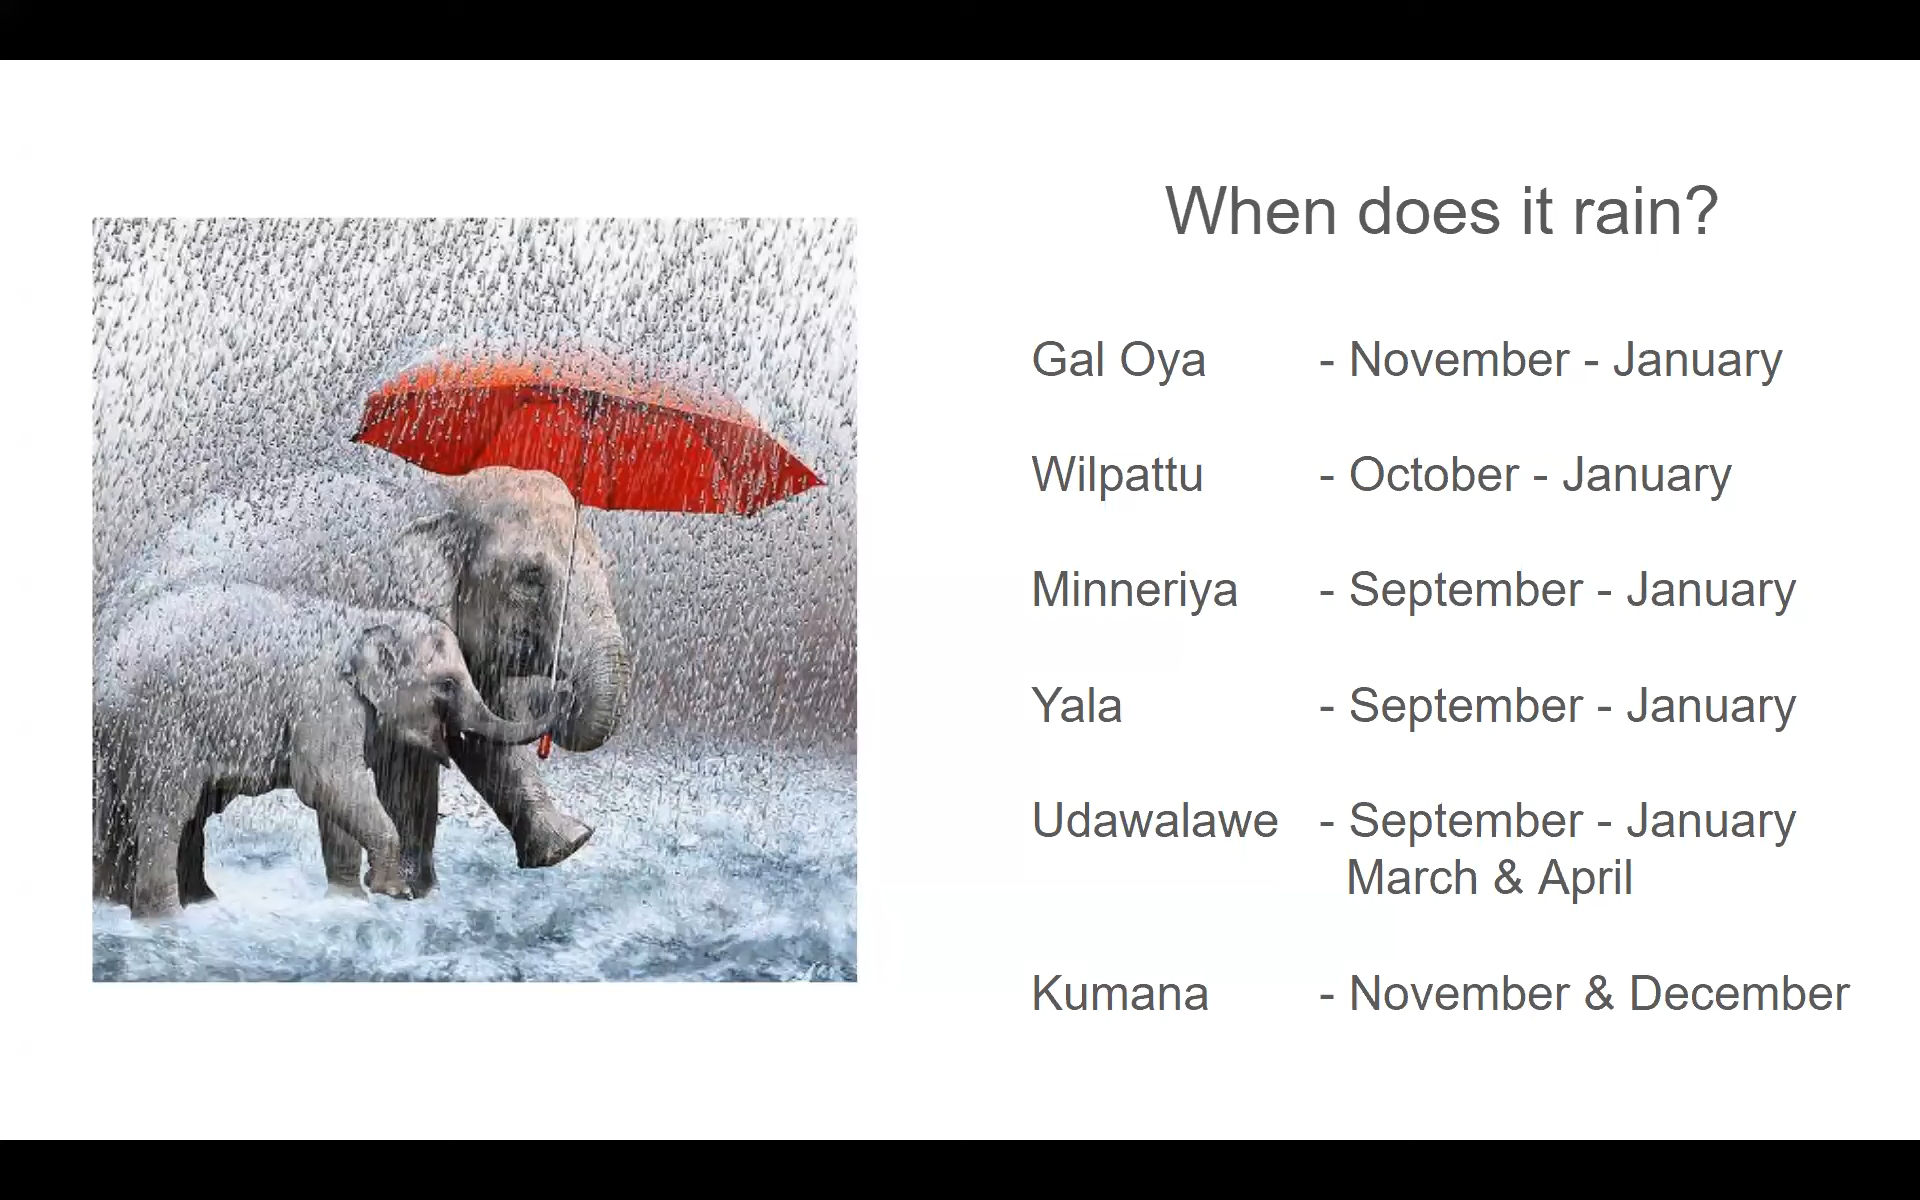 When does it rain?
Gal Oya - November - January
Wilpattu - October - January
Minneriya - September - January
Yala - September - January
Udawalawe - September - January
March & April
Kumana - November & December